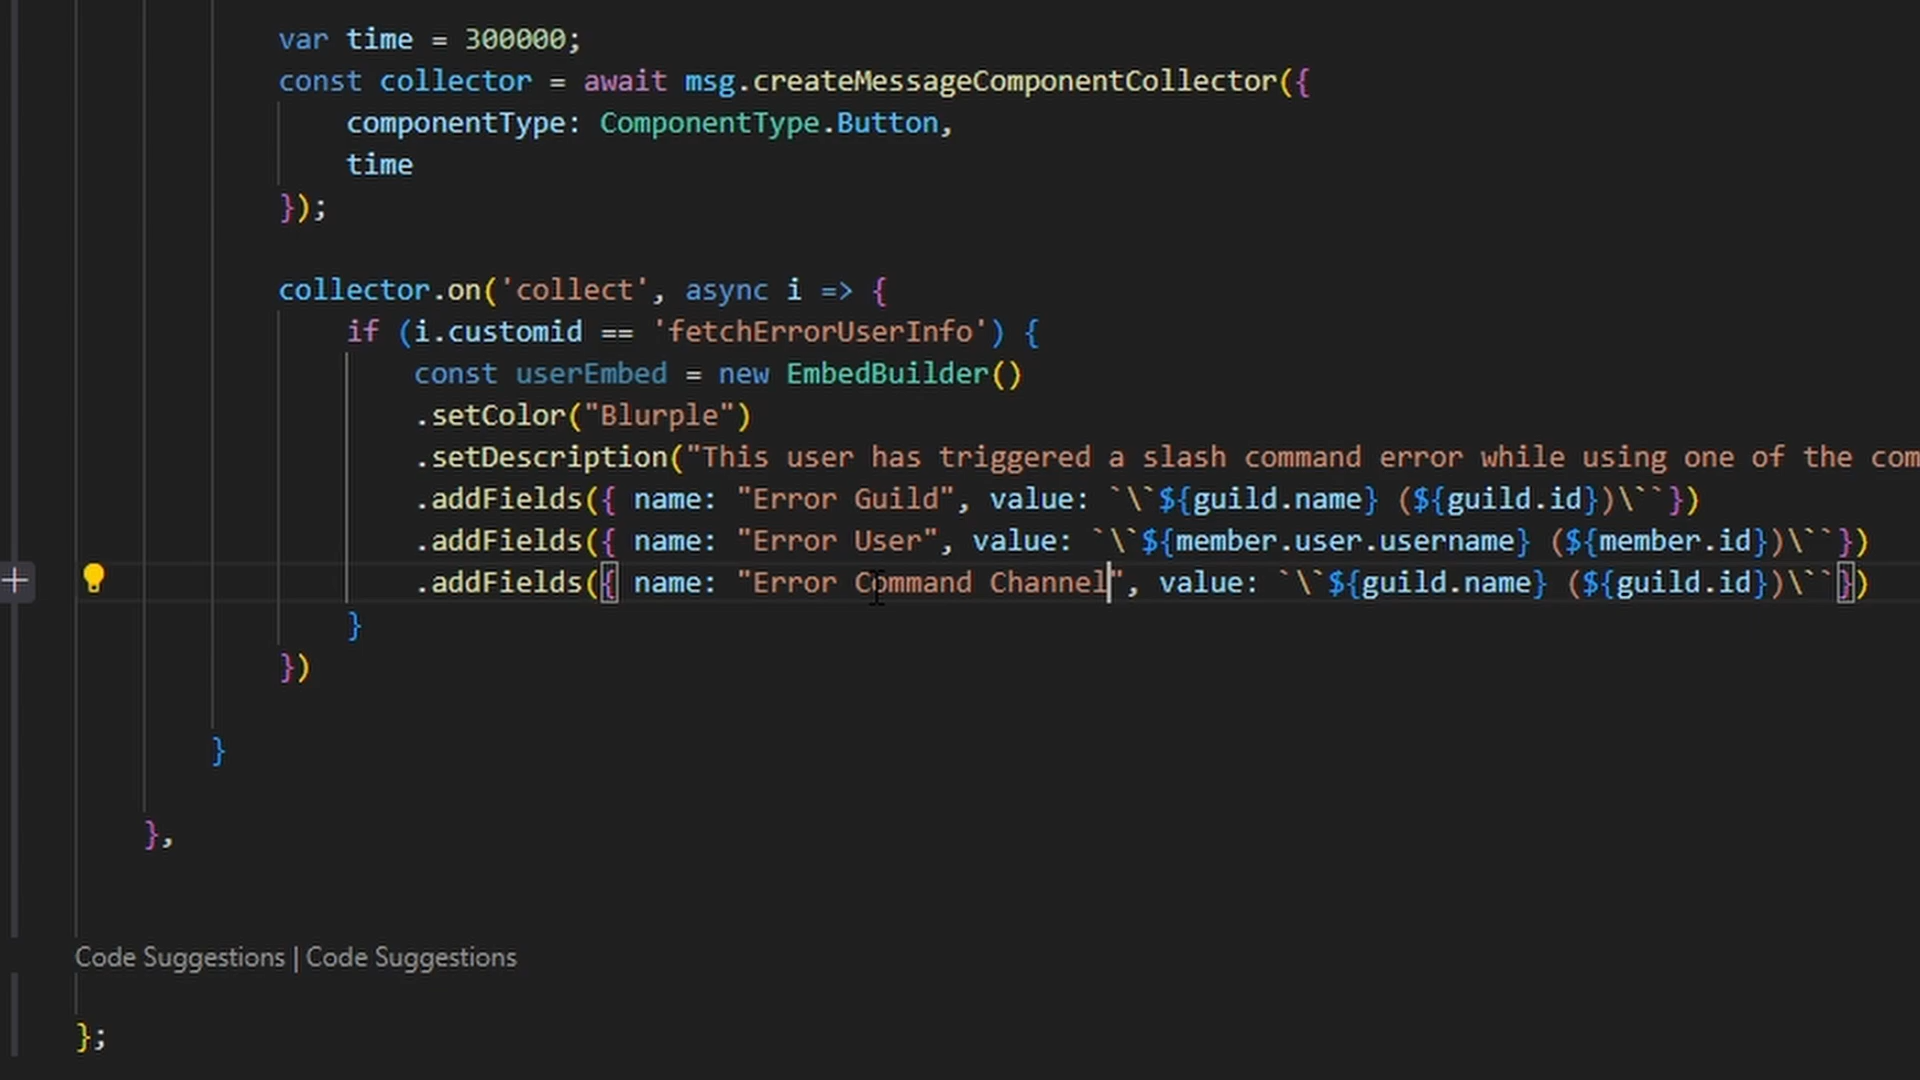 var time = 300000;
const collector = await msg.createMessageComponentCollector({
componentType: ComponentType.Button,
time
});
collector.on('collect', async i => {
if (i.customid == 'fetchErrorUserInfo') {
const userEmbed = new EmbedBuilder()
.setColor("Blurple")
.setDescription("This user has triggered a slash command error while using one of the com
.addFields({ name: "Error Guild", value: `\`${guild.name} (${guild.id})\``})
.addFields({ name: "Error User", value: `\`${member.user.username} (${member.id})\``})
.addFields({ name: "Error Command Channel", value: `\`${guild.name} (${guild.id})\``})
}
})
}
},
Code Suggestions | Code Suggestions
};